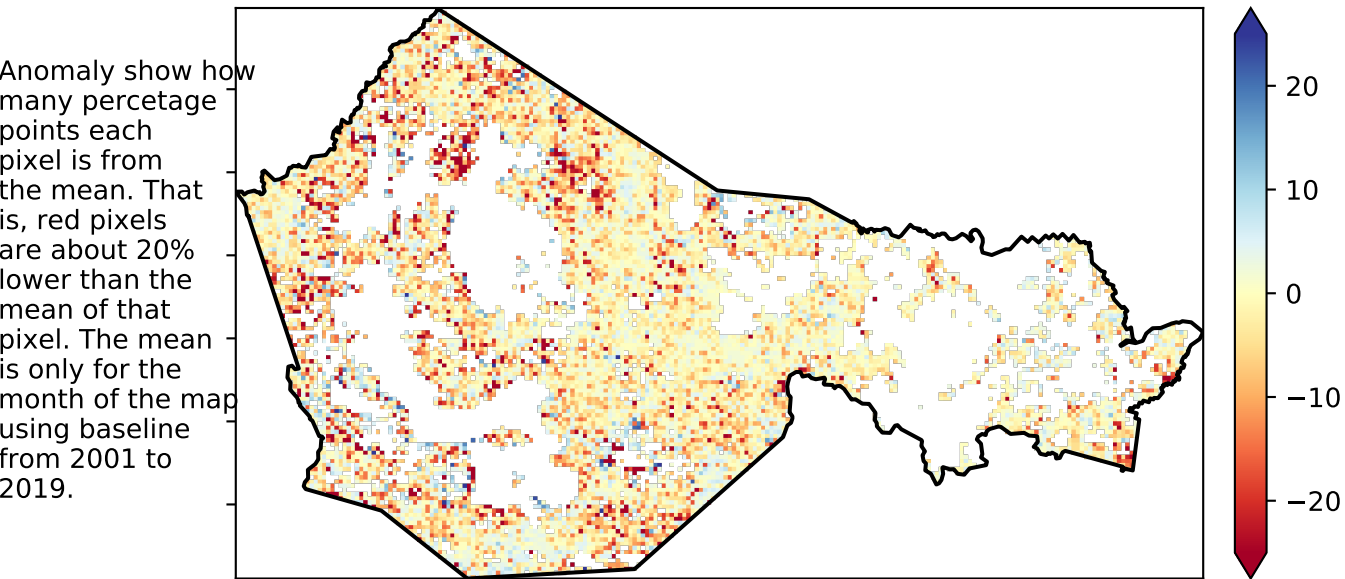 Anomaly show how
many percetage
points each
pixel is from
the mean. That
is, red pixels
are about 20%
lower than the
mean of that
pixel. The mean
is only for the
month of the map
using baseline
from 2001 to
2019.
20
10
0
−10
−20